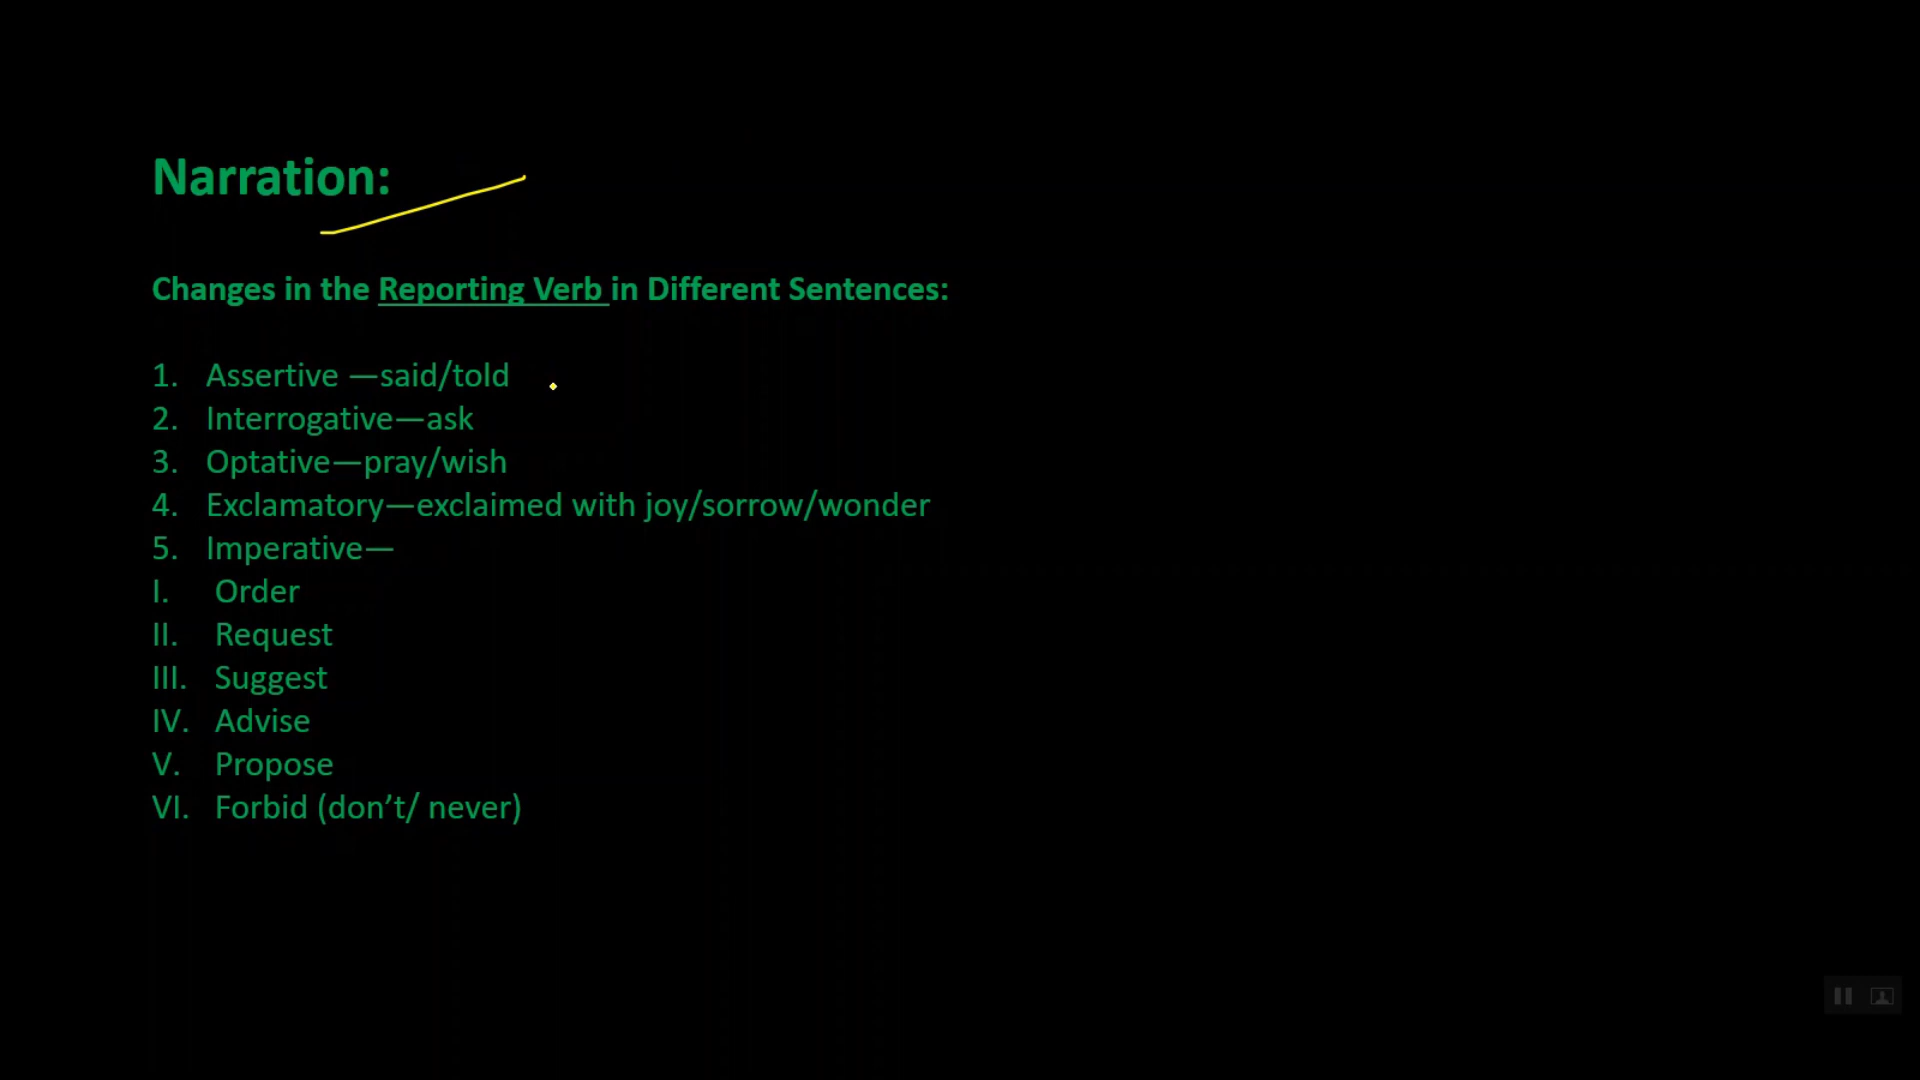 Narration:
Changes in the Reporting Verb in Different Sentences:
1. Assertive —said/told
2. Interrogative—ask
3. Optative—pray/wish
4. Exclamatory—exclaimed with joy/sorrow/wonder
5. Imperative—
I. Order
II. Request
III. Suggest
IV. Advise
V. Propose
VI. Forbid (don’t/ never)